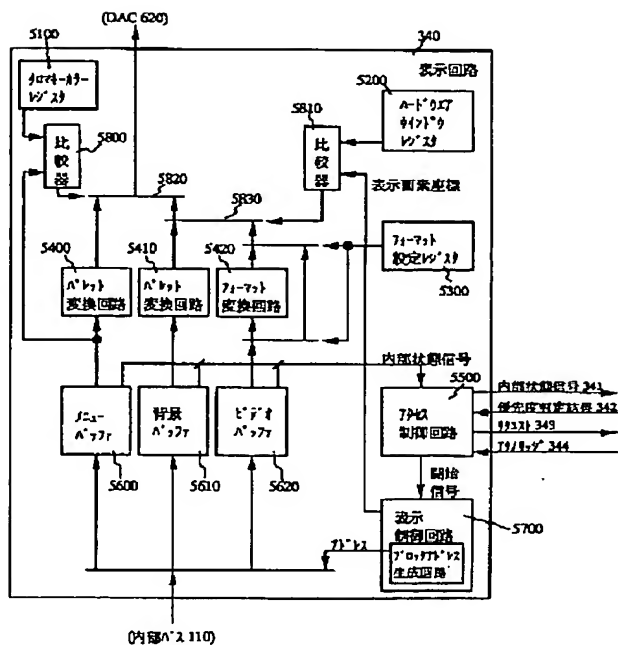 (DAC 620)
5100
340
クロマキーカラー
レジスタ
表示回路
5200
ハードウエア
ウインドウ
レジスタ
5800
比較器
5810
比較器
表示画素座標
5820
5830
5400
パレット
変換回路
5410
パレット
変換回路
5420
フォーマット
変換回路
フォーマット
設定レジスタ
5300
内部状態信号
メニュー
バッファ
5600
背景
バッファ
5610
ビデオ
バッファ
5620
5500
アクセス
制御回路
内部状態信号 341
優先度判定結果 342
リクエスト 343
アクノリッジ 344
開始
信号
表示
制御回路
5700
ブロックアドレス
生成回路
アドレス
(内部バス 110)